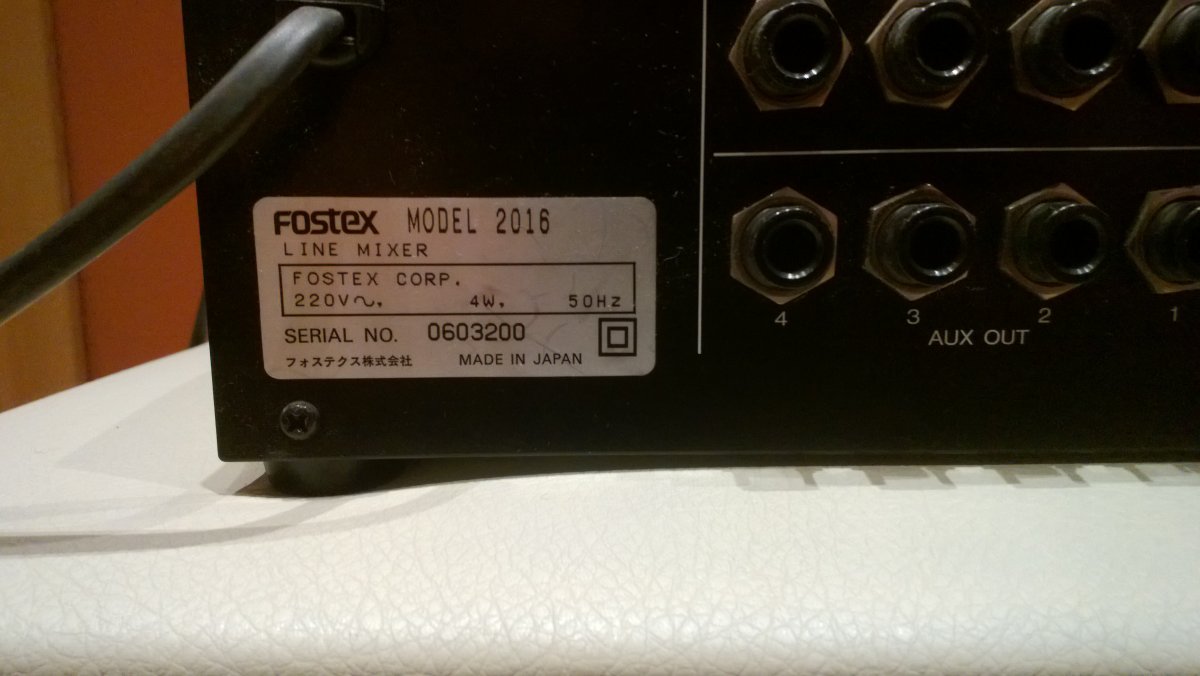 FOSTEX MODEL 2016
LINE MIXER
FOSTEX CORP.
220V～, 4W, 50Hz
SERIAL NO. 0603200
フォステクス株式会社 MADE IN JAPAN
4 3 2 1
AUX OUT